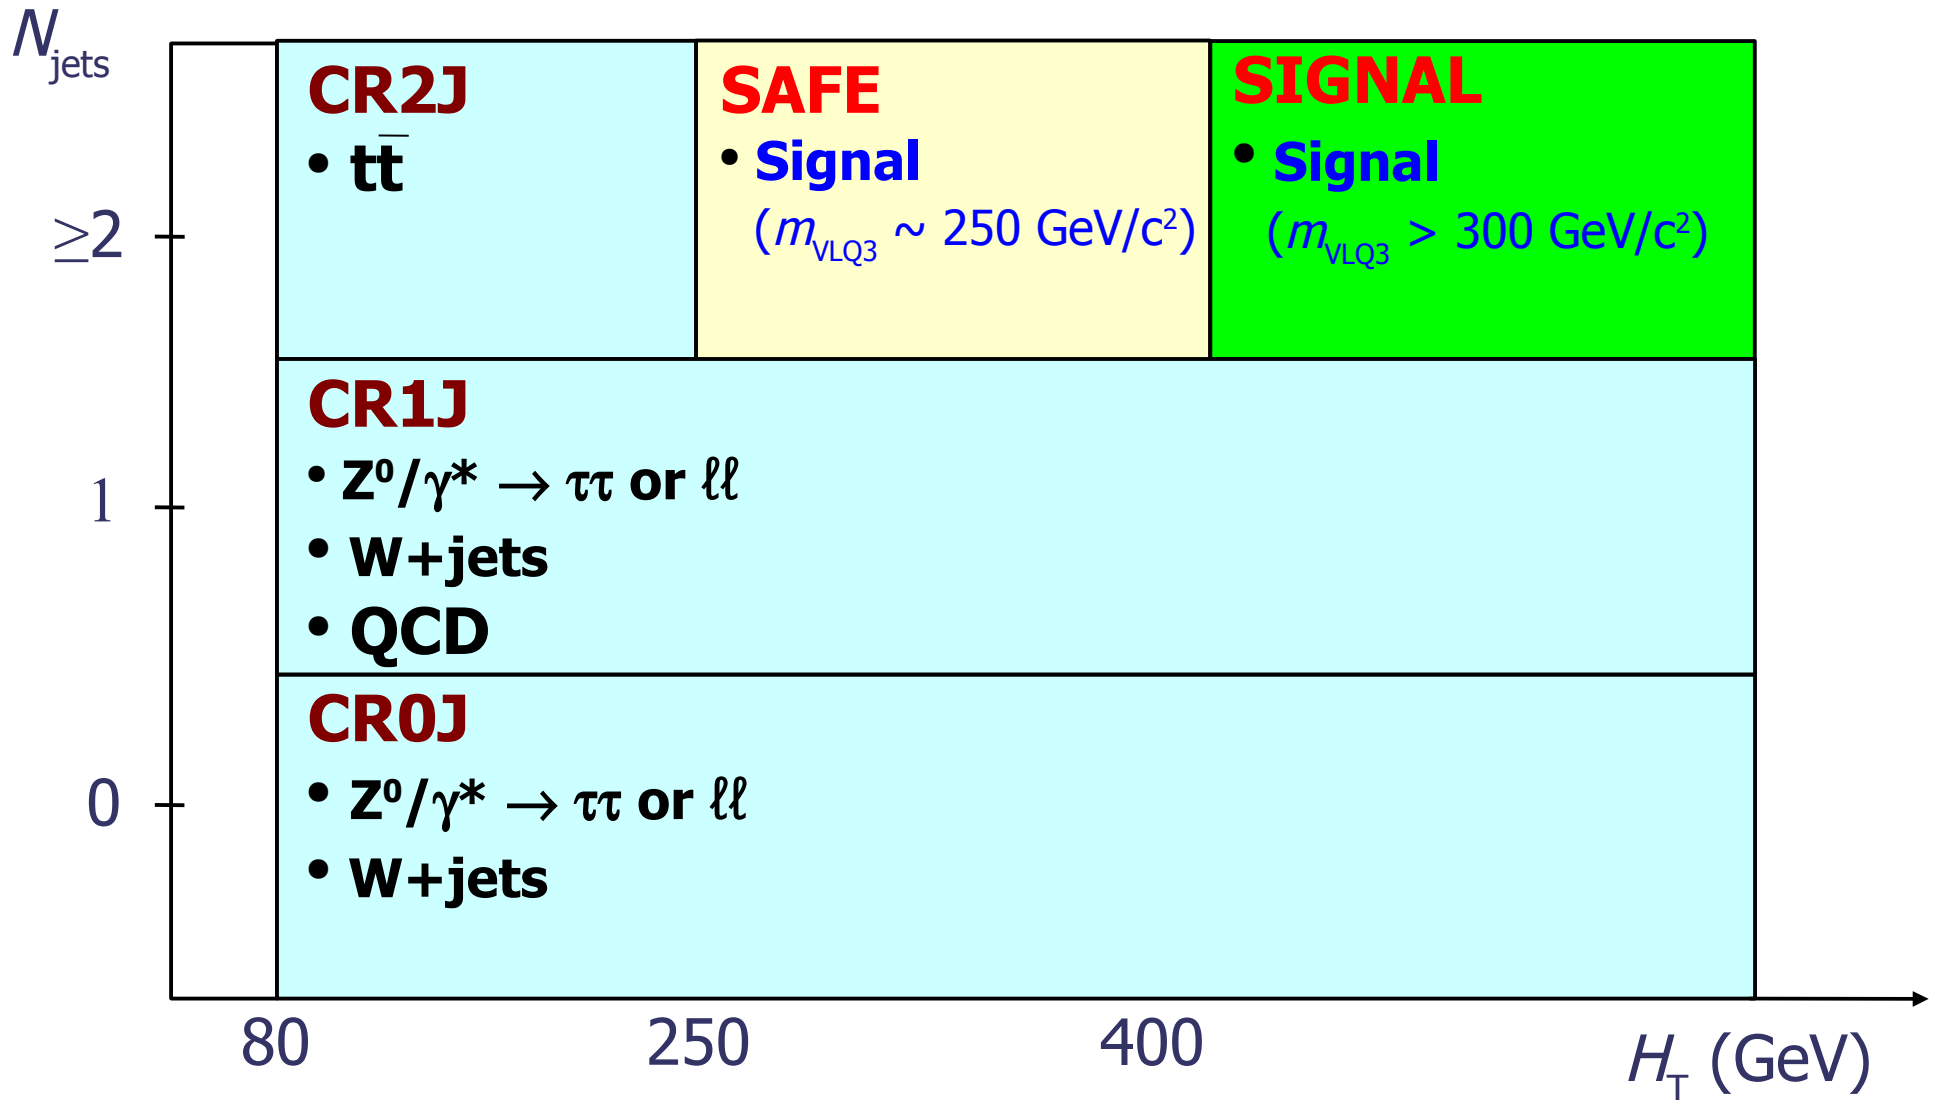 N_jets
CR2J
• tt̅
SAFE
• Signal
(m_VLQ3 ~ 250 GeV/c²)
SIGNAL
• Signal
(m_VLQ3 > 300 GeV/c²)
≥2
CR1J
• Z⁰/γ* → ττ or ℓℓ
• W+jets
• QCD
1
CR0J
• Z⁰/γ* → ττ or ℓℓ
• W+jets
0
80 250 400
H_T (GeV)